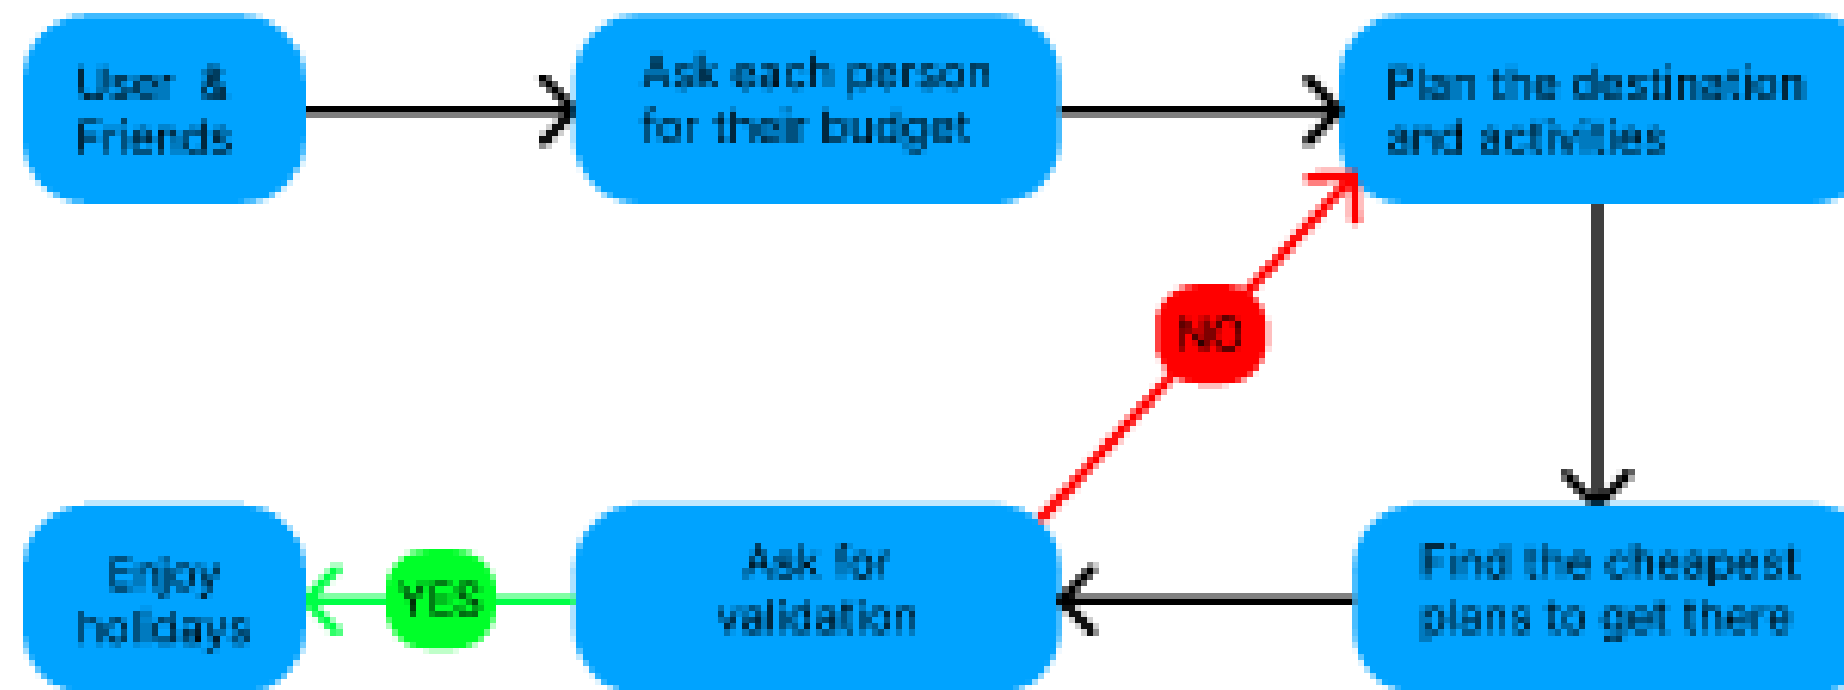 User &
Friends
Ask each person
for their budget
Plan the destination
and activities
NO
Enjoy
holidays
YES
Ask for
validation
Find the cheapest
plans to get there